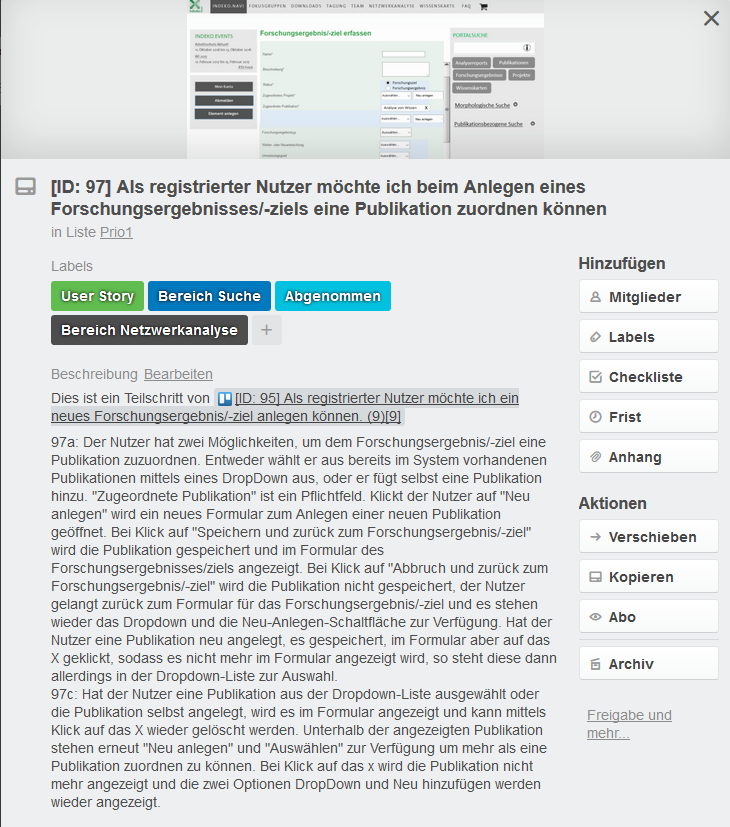 INDEKO.NAVI FOKUSGRUPPEN DOWNLOADS TAGUNG TEAM NETZWERKANALYSE WISSENSKARTE FAQ
INDEKO.EVENTS
Mein konto
Abmelden
Element anlegen
Forschungsergebnis/-ziel erfassen
Name*
Beschreibung*
Status*
Forschungsziel
Forschungsergebnis
Zugeordnetes Projekt*
Auswählen...
Neu anlegen
Zugeordnete Publikation*
Analyse von Wissen X
Auswählen...
Neu anlegen
Forschungsergebnistyp
Auswählen...
Auswählen...
PORTALSUCHE
Analysereports
Publikationen
Forschungsergebnisse
Projekte
Wissenskarten
Morphologische Suche
Publikationsbezogene Suche
[ID: 97] Als registrierter Nutzer möchte ich beim Anlegen eines
Forschungsergebnisses/-ziels eine Publikation zuordnen können
in Liste Prio1
Labels
User Story
Bereich Suche
Abgenommen
Bereich Netzwerkanalyse
+
Beschreibung Bearbeiten
Dies ist ein Teilschritt von [ID: 95] Als registrierter Nutzer möchte ich ein
neues Forschungsergebnis/-ziel anlegen können. (9)[9]
97a: Der Nutzer hat zwei Möglichkeiten, um dem Forschungsergebnis/-ziel eine
Publikation zuzuordnen. Entweder wählt er aus bereits im System vorhandenen
Publikationen mittels eines DropDown aus, oder er fügt selbst eine Publikation
hinzu. "Zugeordnete Publikation" ist ein Pflichtfeld. Klickt der Nutzer auf "Neu
anlegen" wird ein neues Formular zum Anlegen einer neuen Publikation
geöffnet. Bei Klick auf "Speichern und zurück zum Forschungsergebnis/-ziel"
wird die Publikation gespeichert und im Formular des
Forschungsergebnisses/ziels angezeigt. Bei Klick auf "Abbruch und zurück zum
Forschungsergebnis/-ziel" wird die Publikation nicht gespeichert, der Nutzer
gelangt zurück zum Formular für das Forschungsergebnis/-ziel und es stehen
wieder das Dropdown und die Neu-Anlegen-Schaltfläche zur Verfügung. Hat der
Nutzer eine Publikation neu angelegt, es gespeichert, im Formular aber auf das
X geklickt, sodass es nicht mehr im Formular angezeigt wird, so steht diese dann
allerdings in der Dropdown-Liste zur Auswahl.
97c: Hat der Nutzer eine Publikation aus der Dropdown-Liste ausgewählt oder
die Publikation selbst angelegt, wird es im Formular angezeigt und kann mittels
Klick auf das X wieder gelöscht werden. Unterhalb der angezeigten Publikation
stehen erneut "Neu anlegen" und "Auswählen" zur Verfügung um mehr als eine
Publikation zuordnen zu können. Bei Klick auf das x wird die Publikation nicht
mehr angezeigt und die zwei Optionen DropDown und Neu hinzufügen werden
wieder angezeigt.
Hinzufügen
Mitglieder
Labels
Checkliste
Frist
Anhang
Aktionen
Verschieben
Kopieren
Abo
Archiv
Freigabe und
mehr...